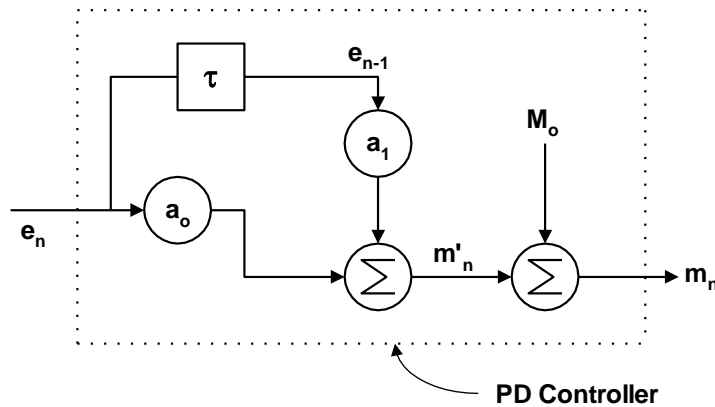 e_{n-1}
τ
M_o
a_1
a_o
e_n
m'_n
Σ
Σ
m_n
PD Controller